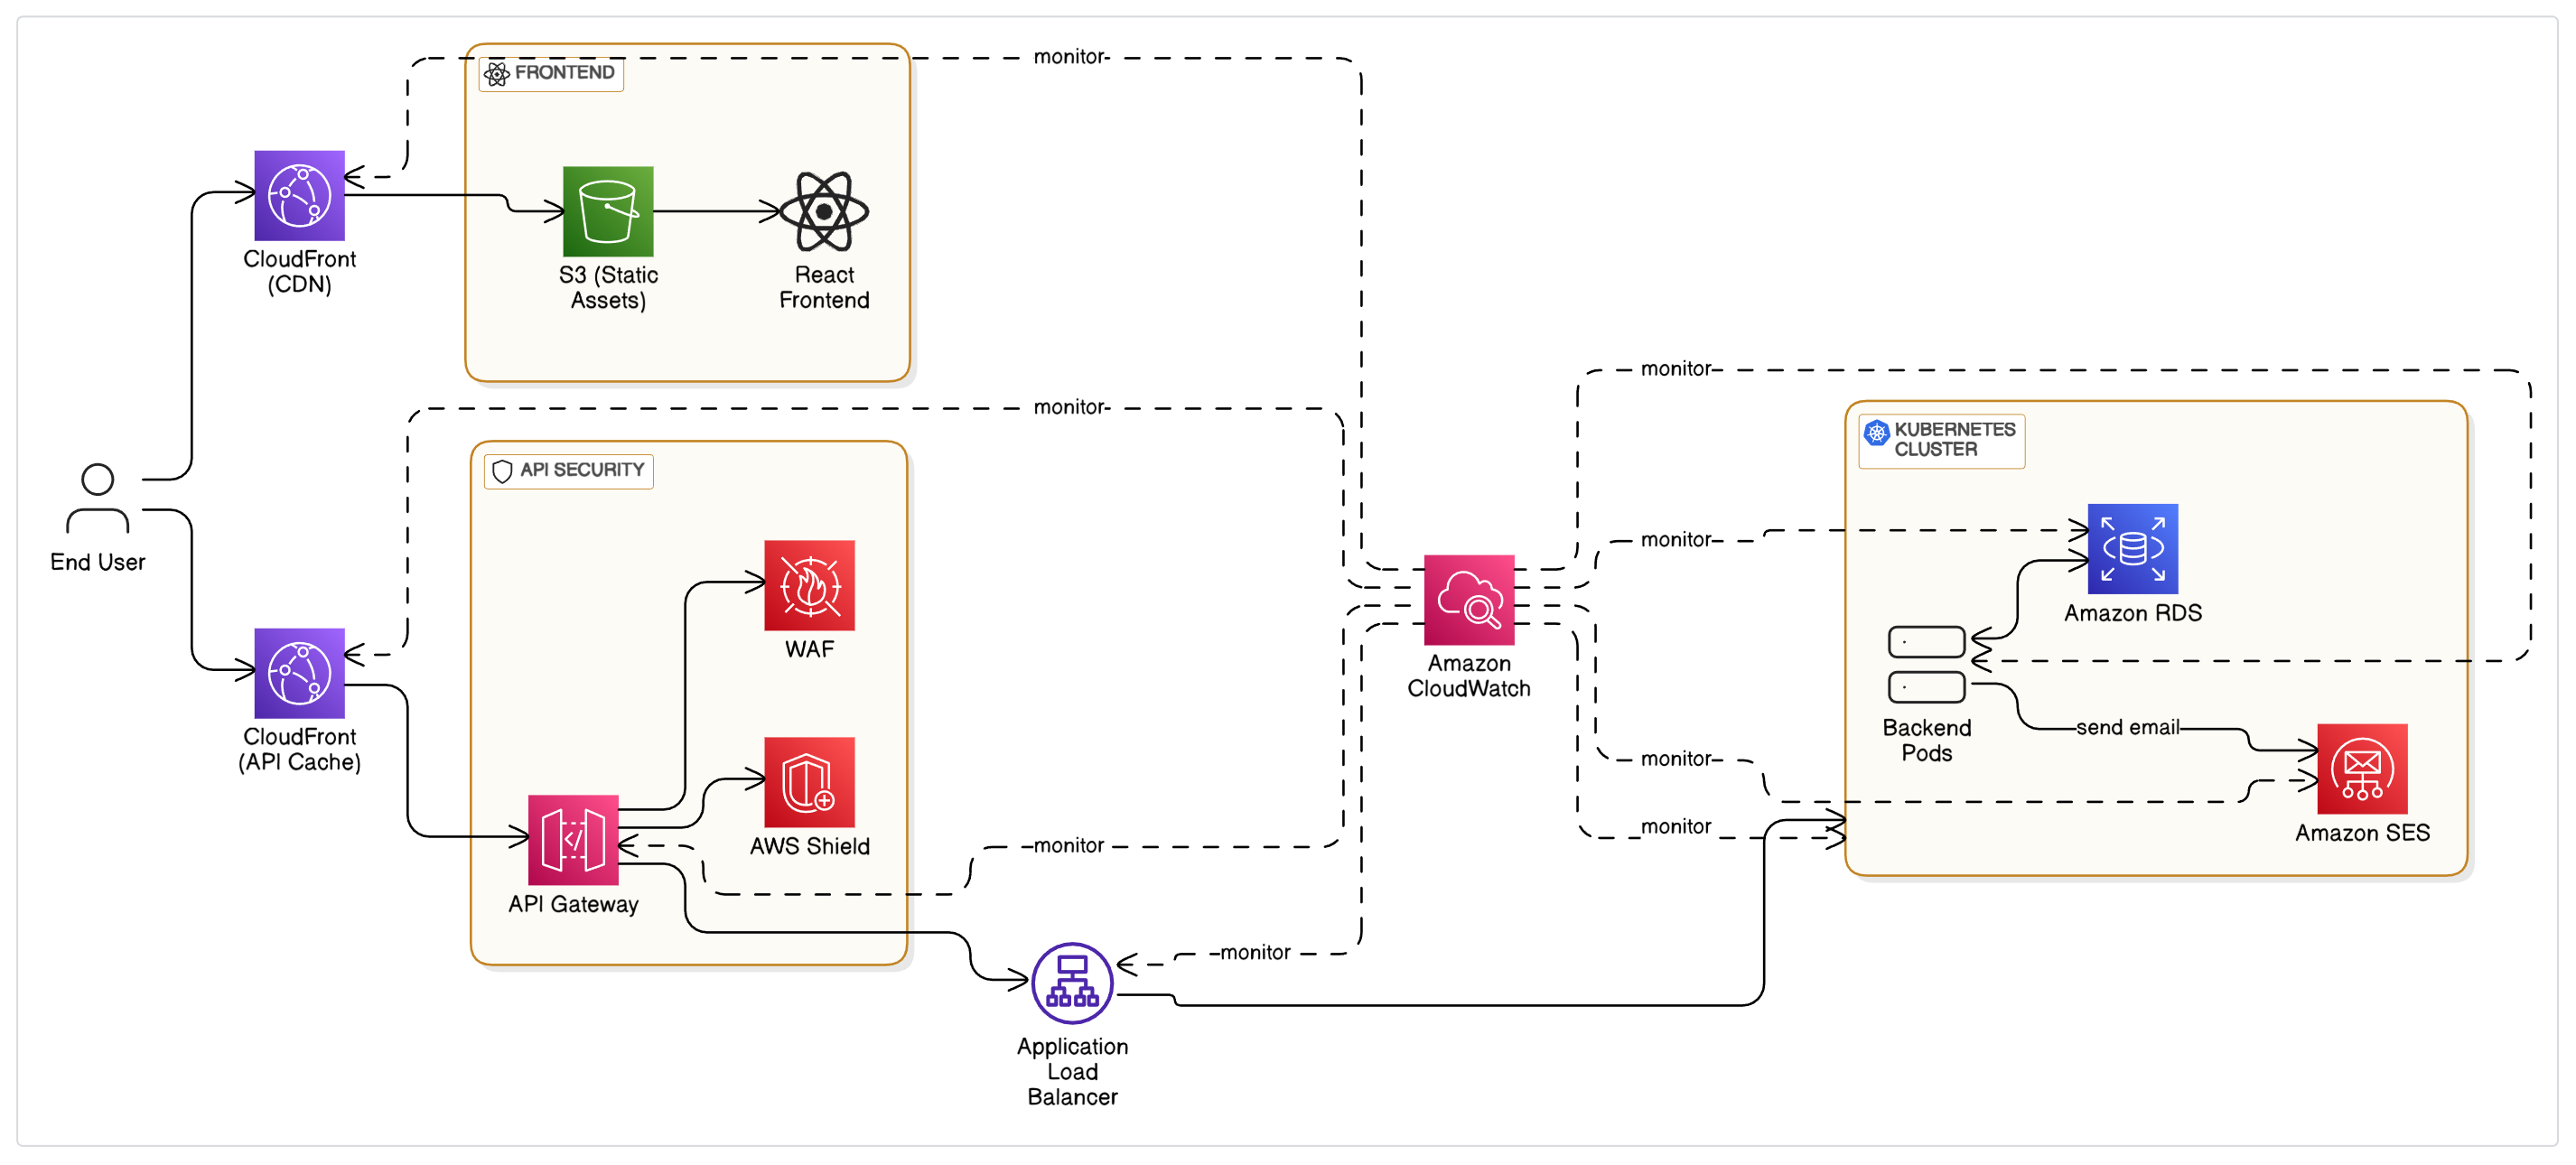 monitor
FRONTEND
CloudFront
(CDN)
S3 (Static
Assets)
React
Frontend
monitor
monitor
API SECURITY
KUBERNETES
CLUSTER
End User
monitor
Amazon RDS
WAF
Amazon
CloudWatch
CloudFront
(API Cache)
Backend
Pods
send email
monitor
AWS Shield
monitor
monitor
Amazon SES
API Gateway
monitor
Application
Load
Balancer